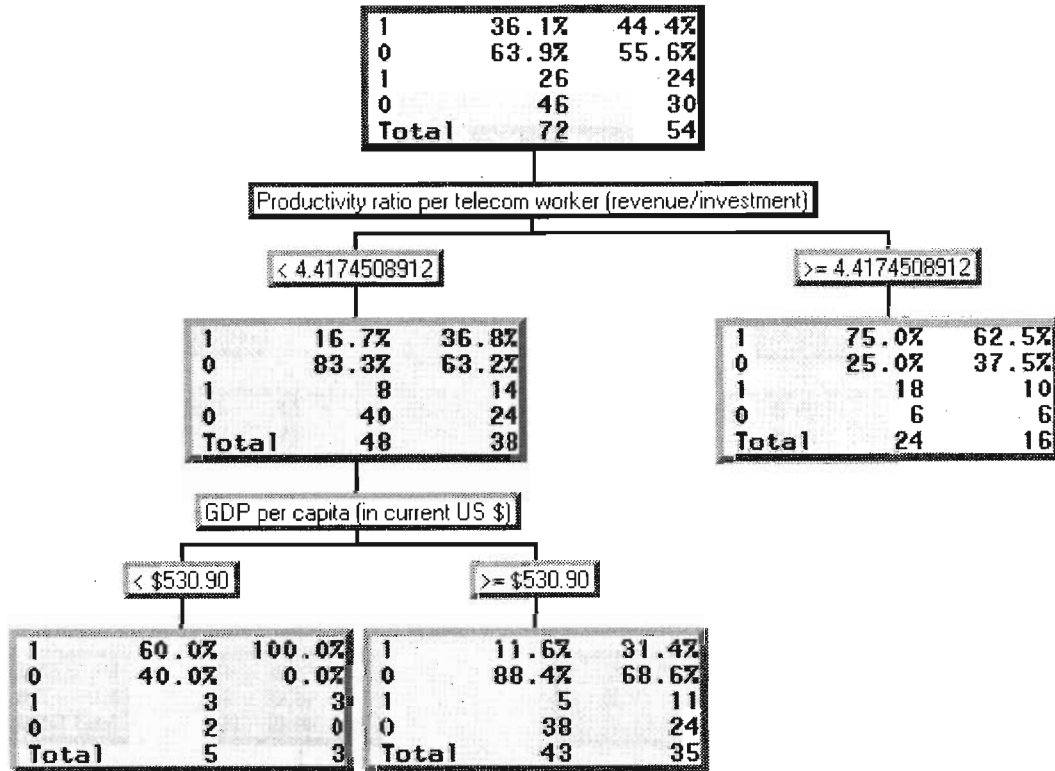 1 36.1% 44.4%
0 63.9% 55.6%
1 26 24
0 46 30
Total 72 54
Productivity ratio per telecom worker (revenue/investment)
< 4.4174508912
>= 4.4174508912
1 16.7% 36.8%
0 83.3% 63.2%
1 8 14
0 40 24
Total 48 38
1 75.0% 62.5%
0 25.0% 37.5%
1 18 10
0 6 6
Total 24 16
GDP per capita (in current US $)
< $530.90
>= $530.90
1 60.0% 100.0%
0 40.0% 0.0%
1 3 3
0 2 0
Total 5 3
1 11.6% 31.4%
0 88.4% 68.6%
1 5 11
0 38 24
Total 43 35